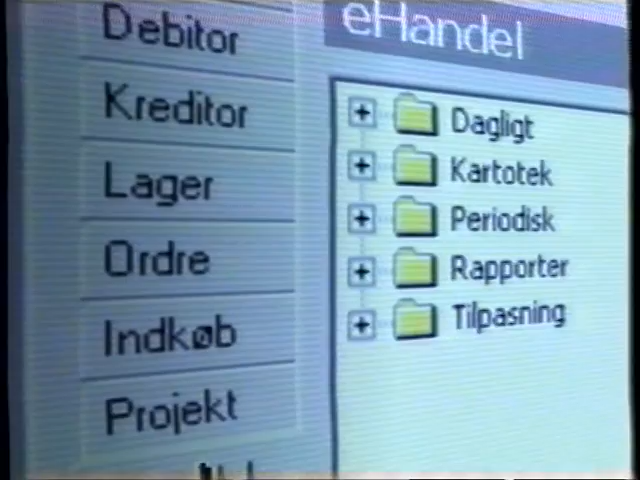 Debitor
Kreditor
Lager
Ordre
Indkøb
Projekt
eHandel
Dagligt
Kartotek
Periodisk
Rapporter
Tilpasning